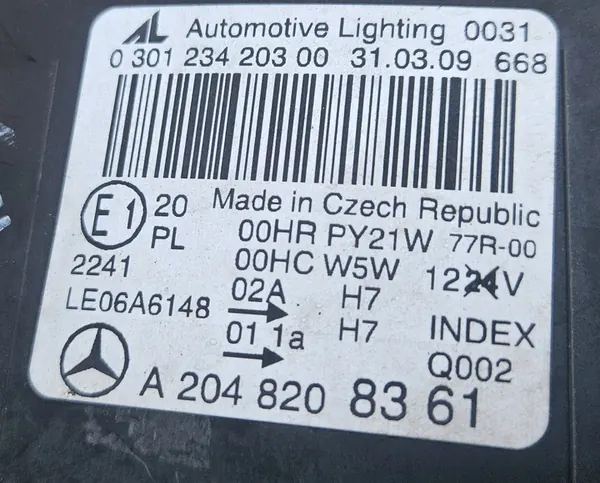 AL Automotive Lighting 0031
0 301 234 203 00 31.03.09 668
E1 20 Made in Czech Republic
PL 00HR PY21W 77R-00
2241 00HC W5W 1224V
LE06A6148 02A H7
01 1a H7 INDEX
Q002
A 204 820 83 61